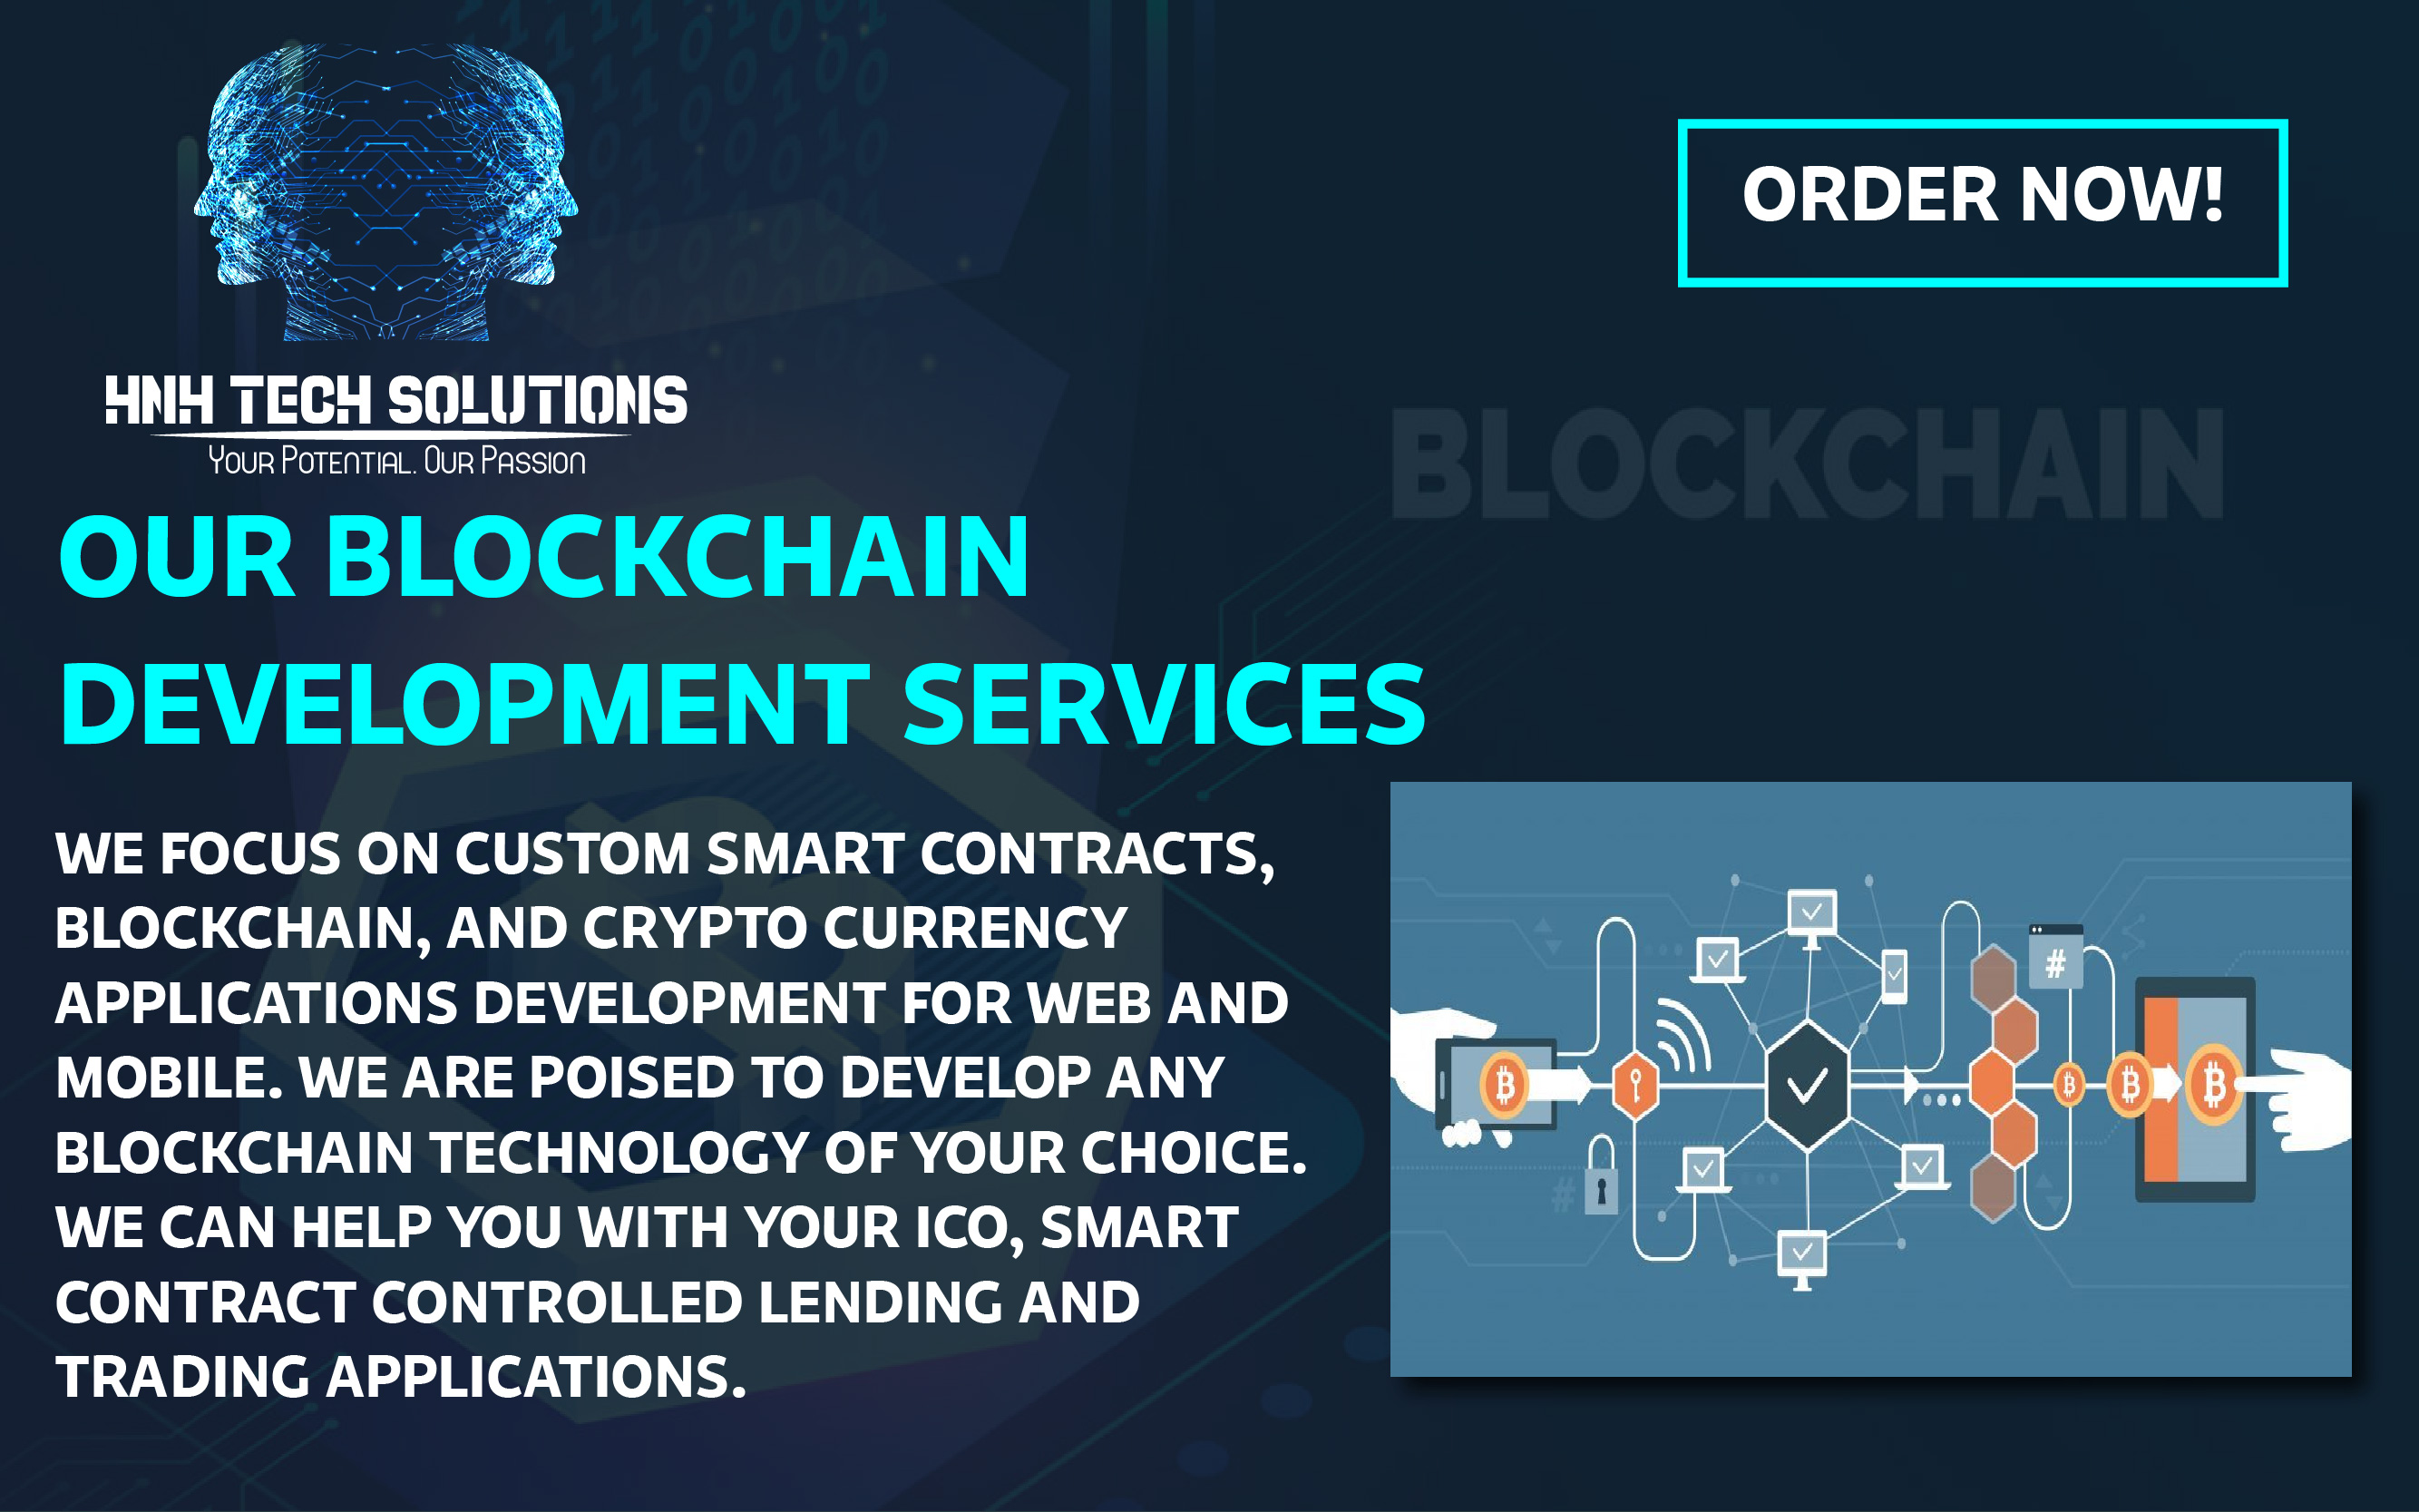 HNH TECH SOLUTIONS
YOUR POTENTIAL. OUR PASSION
ORDER NOW!
BLOCKCHAIN
OUR BLOCKCHAIN
DEVELOPMENT SERVICES
WE FOCUS ON CUSTOM SMART CONTRACTS,
BLOCKCHAIN, AND CRYPTO CURRENCY
APPLICATIONS DEVELOPMENT FOR WEB AND
MOBILE. WE ARE POISED TO DEVELOP ANY
BLOCKCHAIN TECHNOLOGY OF YOUR CHOICE.
WE CAN HELP YOU WITH YOUR ICO, SMART
CONTRACT CONTROLLED LENDING AND
TRADING APPLICATIONS.